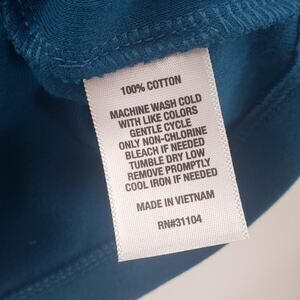 100% COTTON
MACHINE WASH COLD
WITH LIKE COLORS
GENTLE CYCLE
ONLY NON-CHLORINE
BLEACH IF NEEDED
TUMBLE DRY LOW
REMOVE PROMPTLY
COOL IRON IF NEEDED
MADE IN VIETNAM
RN#31104